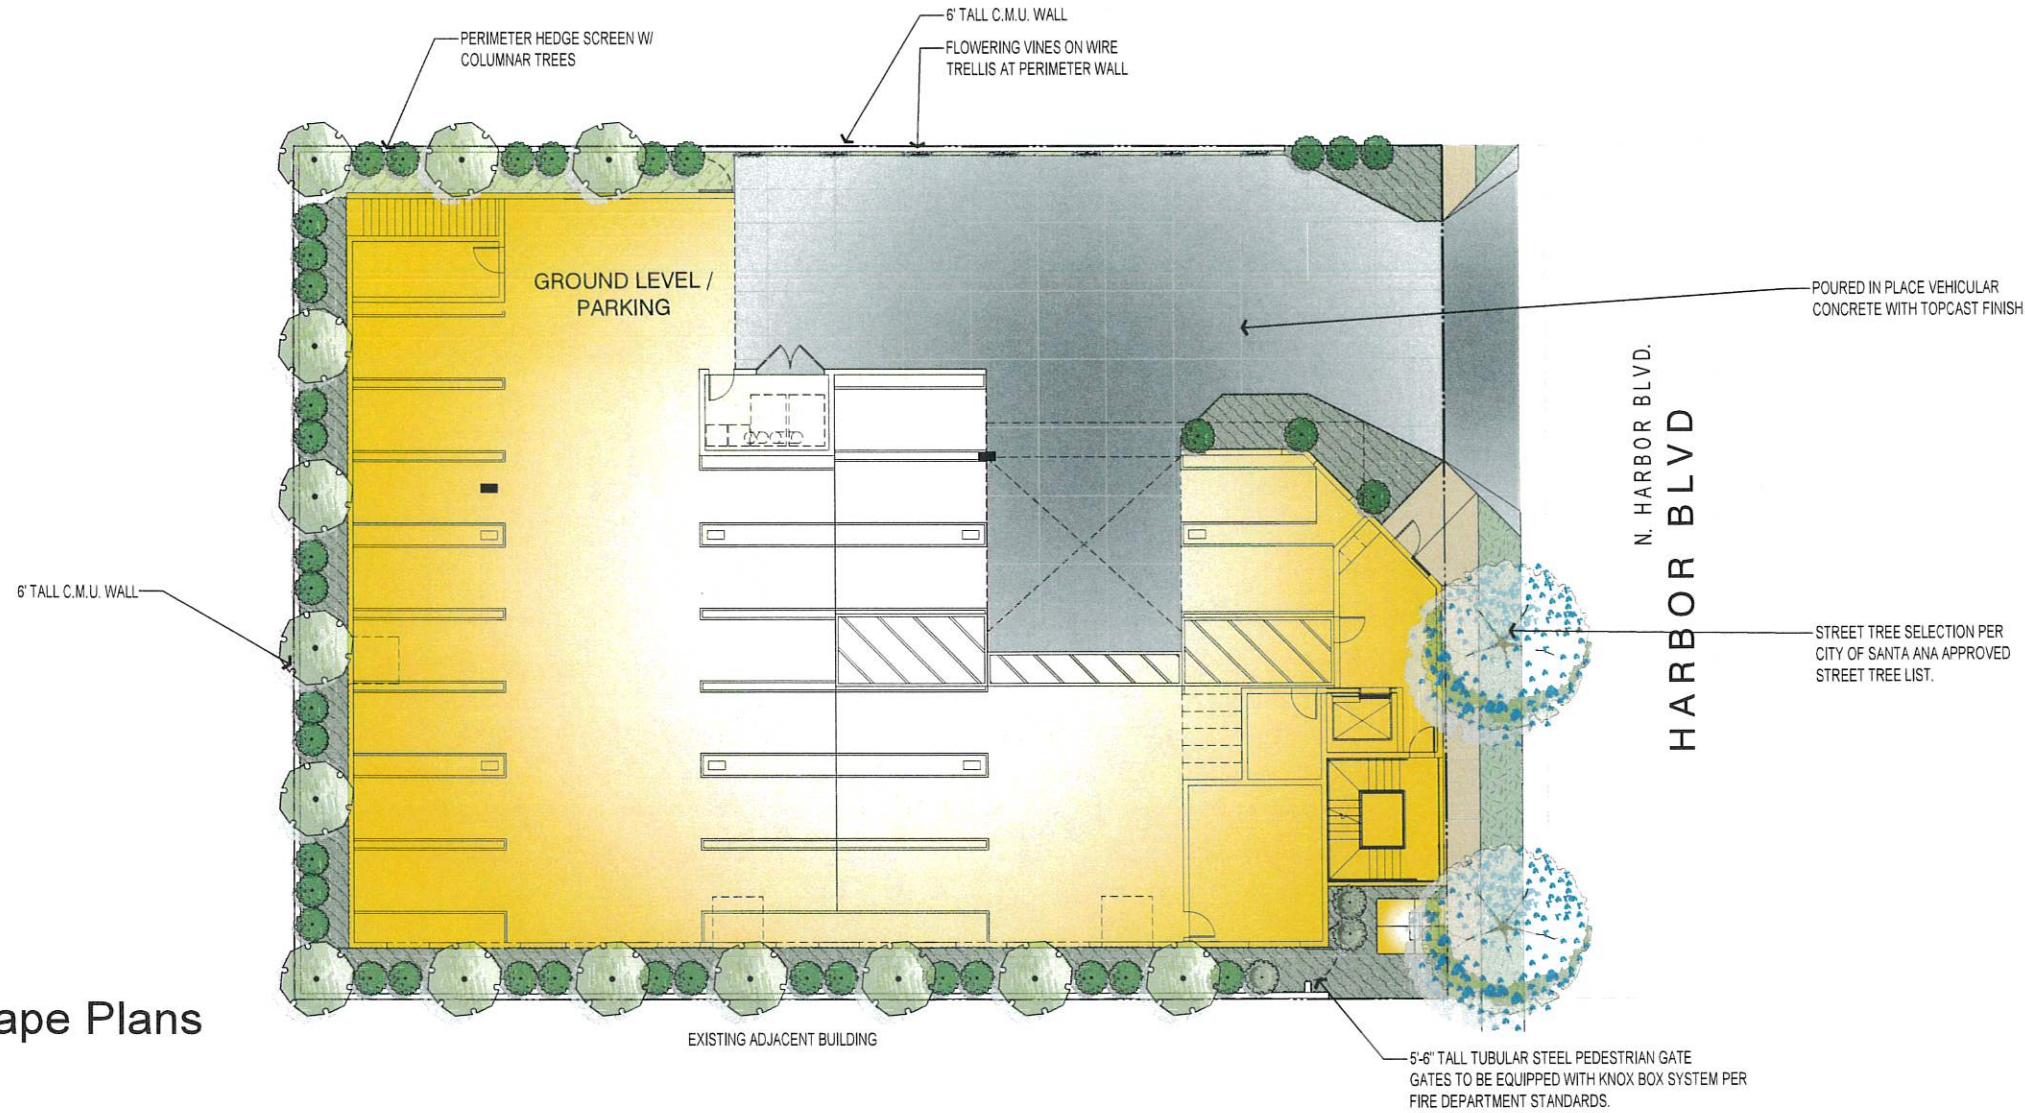 6' TALL C.M.U. WALL
PERIMETER HEDGE SCREEN W/
COLUMNAR TREES
FLOWERING VINES ON WIRE
TRELLIS AT PERIMETER WALL
GROUND LEVEL /
PARKING
POURED IN PLACE VEHICULAR
CONCRETE WITH TOPCAST FINISH
N. HARBOR BLVD.
HARBOR BLVD
6' TALL C.M.U. WALL
STREET TREE SELECTION PER
CITY OF SANTA ANA APPROVED
STREET TREE LIST.
ape Plans
EXISTING ADJACENT BUILDING
5'-6" TALL TUBULAR STEEL PEDESTRIAN GATE
GATES TO BE EQUIPPED WITH KNOX BOX SYSTEM PER
FIRE DEPARTMENT STANDARDS.